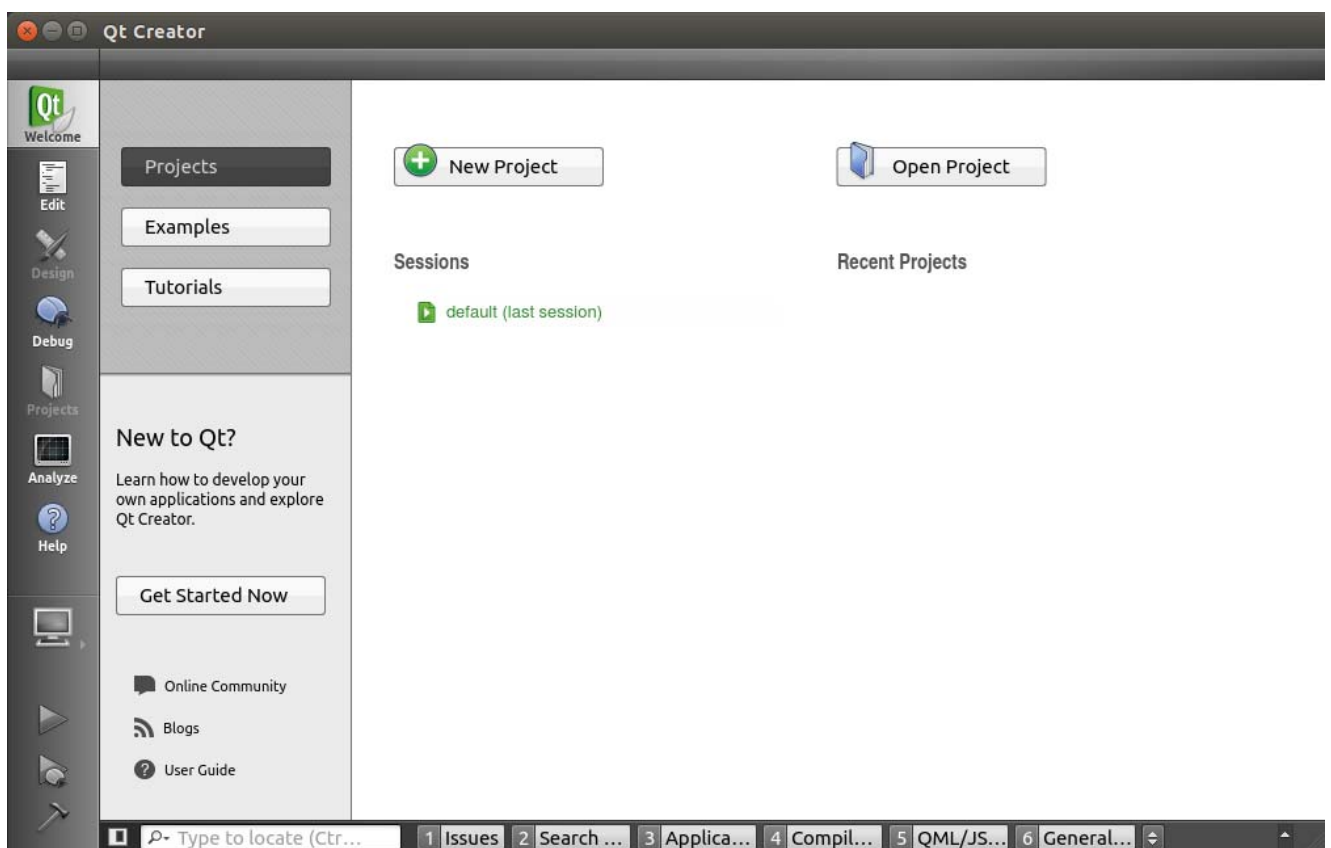 Qt Creator
Qt
Welcome
Edit
Design
Debug
Projects
Analyze
Help
Projects
Examples
Tutorials
New to Qt?
Learn how to develop your
own applications and explore
Qt Creator.
Get Started Now
Online Community
Blogs
User Guide
New Project
Open Project
Sessions
Recent Projects
default (last session)
Type to locate (Ctr...
1 Issues 2 Search ... 3 Applica... 4 Compil... 5 QML/JS... 6 General...